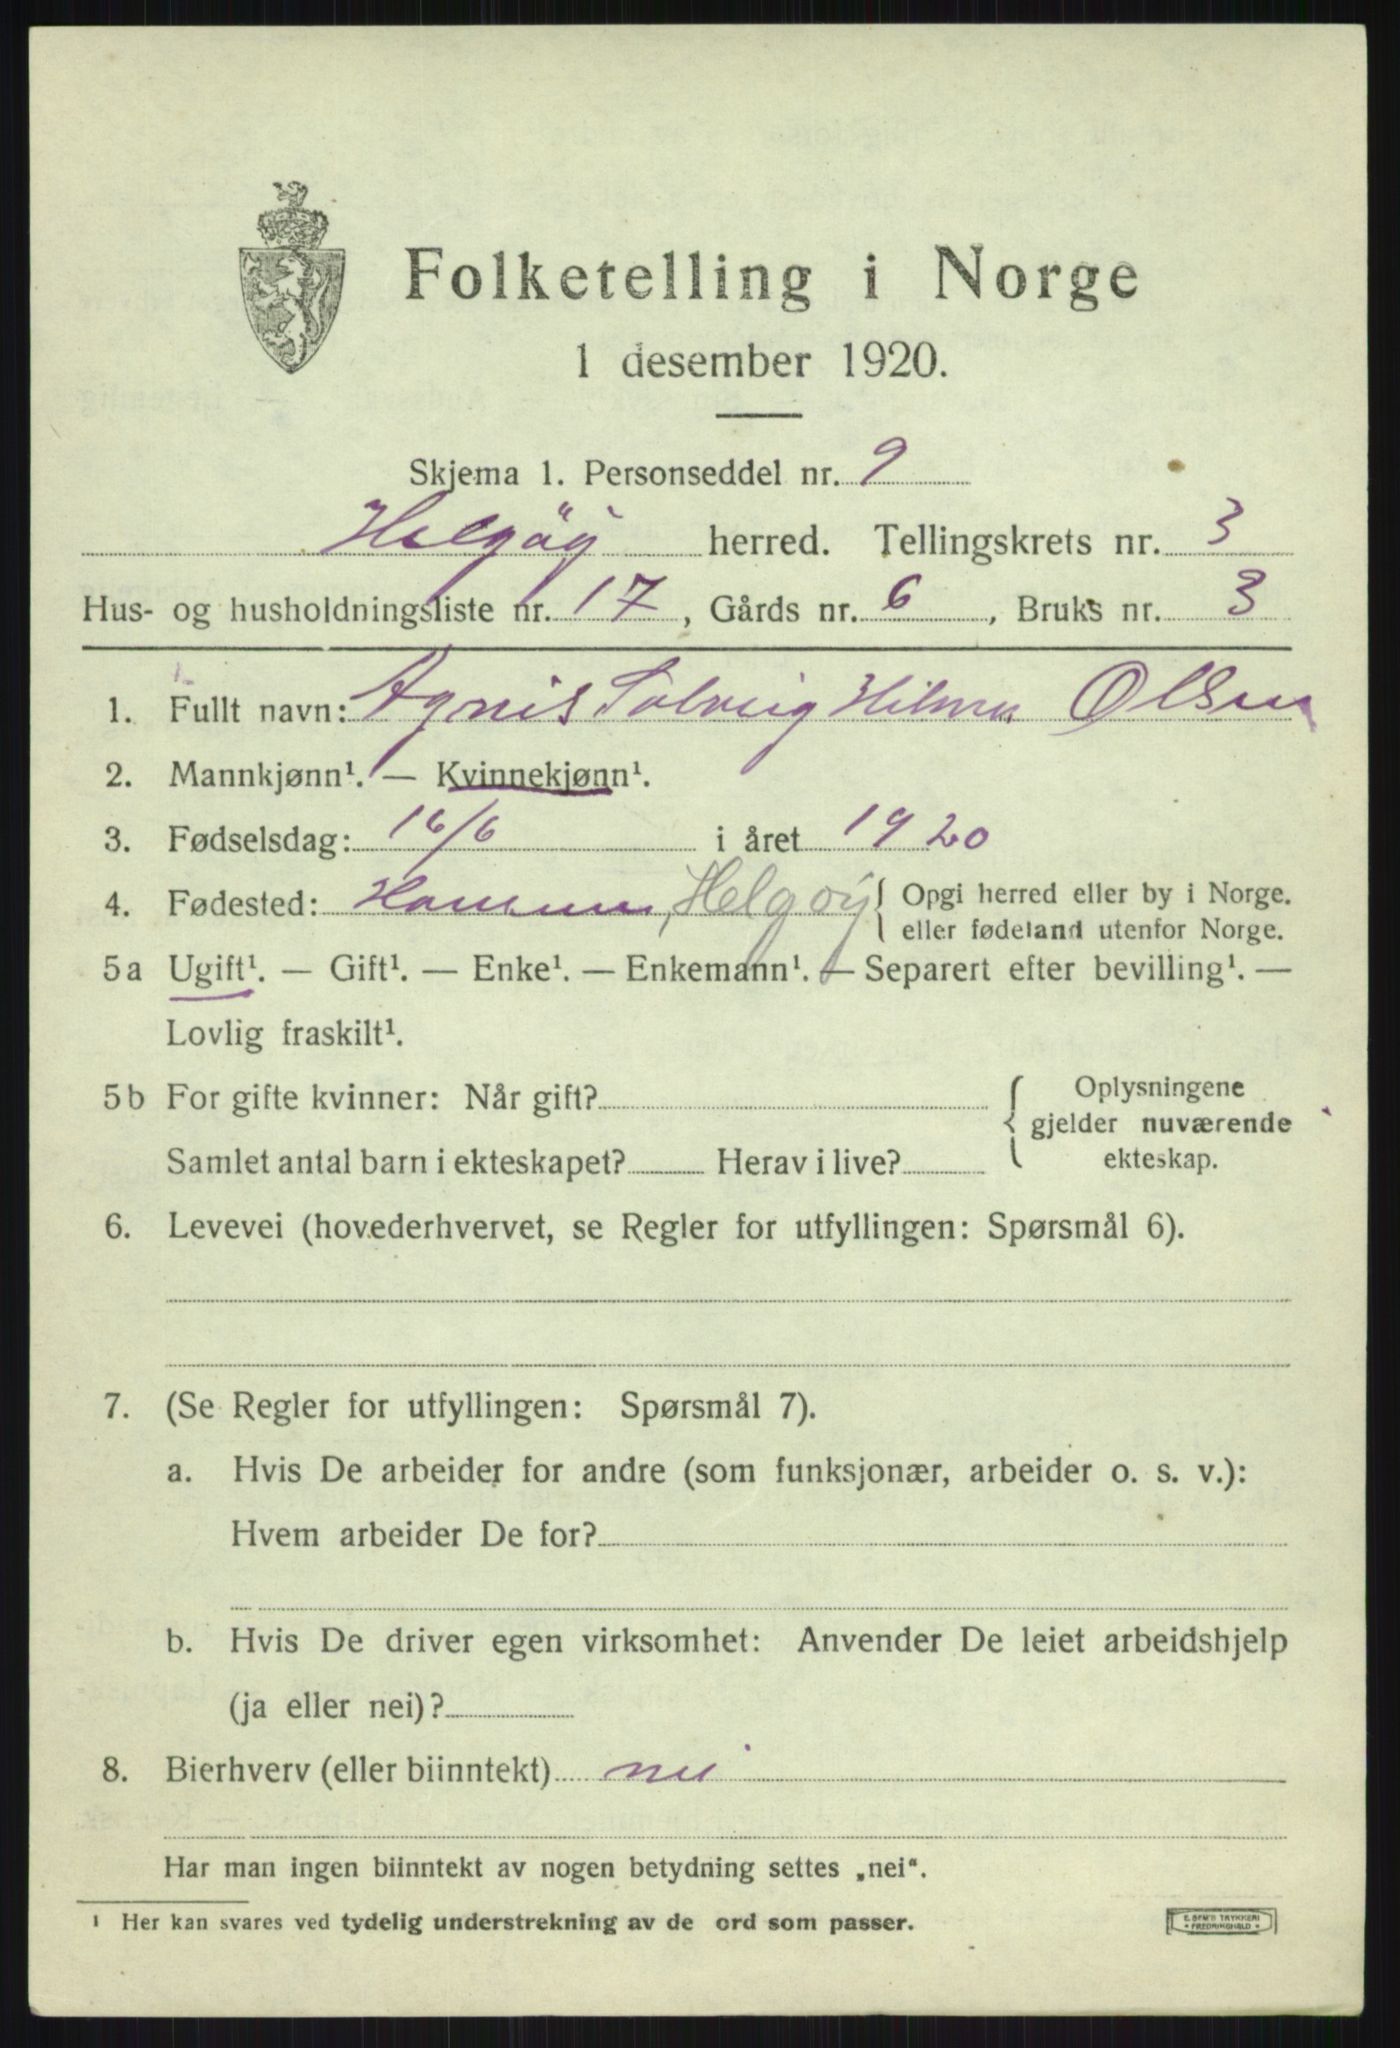 Folketelling i Norge
1 desember 1920.
Skjema 1. Personseddel nr. 9
Helgöy herred. Tellingskrets nr. 3
Hus- og husholdningsliste nr. 17, Gårds nr. 6, Bruks nr. 3
1. Fullt navn: Agnis Solveig Hilma Olsen
2. Mannkjønn¹. — Kvinnekjønn¹.
3. Fødselsdag: 16/6 i året 1920
4. Fødested: Helgøy { Opgi herred eller by i Norge.
eller fødeland utenfor Norge.
5a Ugift¹. — Gift¹. — Enke¹. — Enkemann¹. — Separert efter bevilling¹. —
Lovlig fraskilt¹.
5b For gifte kvinner: Når gift?
Samlet antal barn i ekteskapet? Herav i live?
{ Oplysningene
gjelder nuværende
ekteskap.
6. Levevei (hovederhvervet, se Regler for utfyllingen: Spørsmål 6).
7. (Se Regler for utfyllingen: Spørsmål 7).
a. Hvis De arbeider for andre (som funksjonær, arbeider o. s. v.):
Hvem arbeider De for?
b. Hvis De driver egen virksomhet: Anvender De leiet arbeidshjelp
(ja eller nei)?
8. Bierhverv (eller biinntekt) nei
Har man ingen biinntekt av nogen betydning settes „nei“.
¹ Her kan svares ved tydelig understrekning av de ord som passer.
E. SEM'S TRYKKERI
• FREDRIKSHALD •